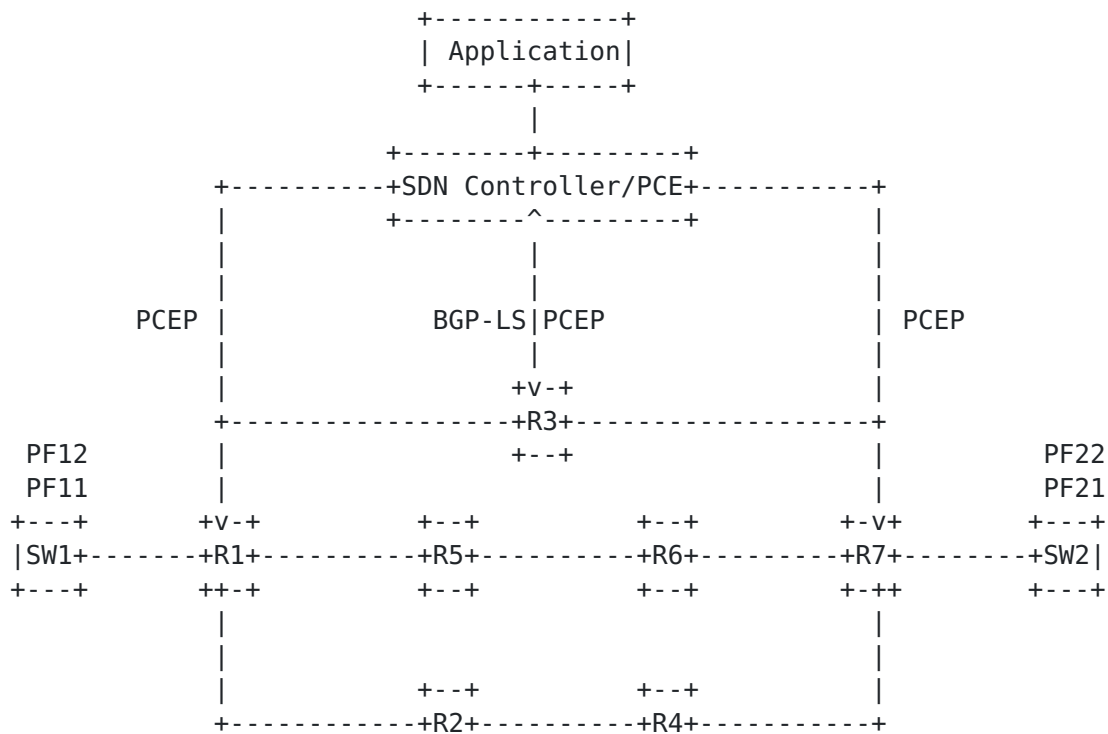 Application
SDN Controller/PCE
PCEP BGP-LS PCEP PCEP
R3
PF12 PF22
PF11 PF21
SW1 R1 R5 R6 R7 SW2
R2 R4